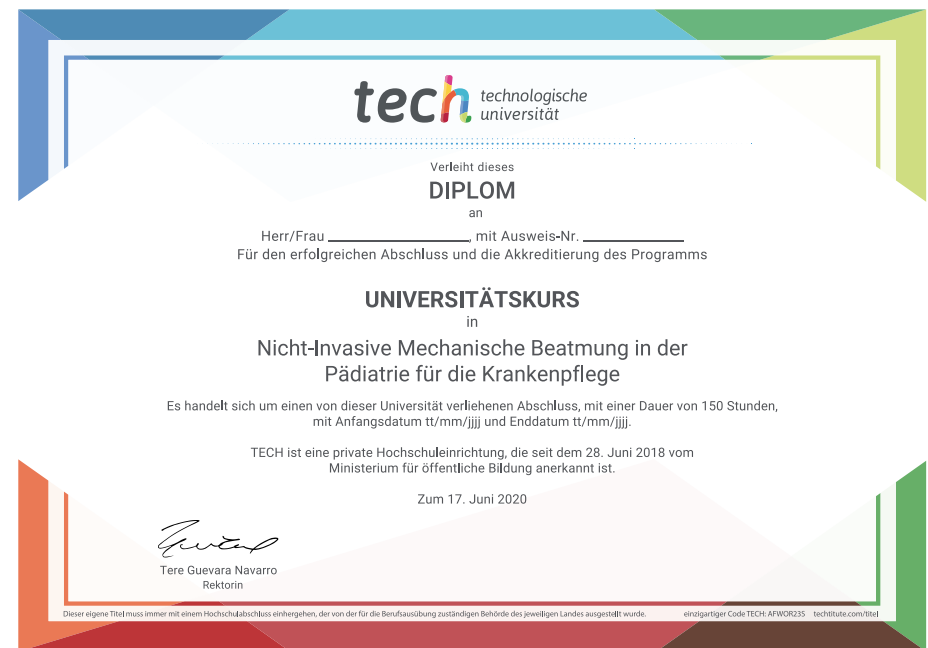 tech technologische
universität
Verleiht dieses
DIPLOM
an
Herr/Frau ____________________, mit Ausweis-Nr. ______________
Für den erfolgreichen Abschluss und die Akkreditierung des Programms
UNIVERSITÄTSKURS
in
Nicht-Invasive Mechanische Beatmung in der
Pädiatrie für die Krankenpflege
Es handelt sich um einen von dieser Universität verliehenen Abschluss, mit einer Dauer von 150 Stunden,
mit Anfangsdatum tt/mm/jjjj und Enddatum tt/mm/jjjj.
TECH ist eine private Hochschuleinrichtung, die seit dem 28. Juni 2018 vom
Ministerium für öffentliche Bildung anerkannt ist.
Zum 17. Juni 2020
Tere Guevara Navarro
Rektorin
Dieser eigene Titel muss immer mit einem Hochschulabschluss einhergehen, der von der für die Berufsausübung zuständigen Behörde des jeweiligen Landes ausgestellt wurde. einzigartiger Code TECH: AFWOR23S techtitute.com/titel